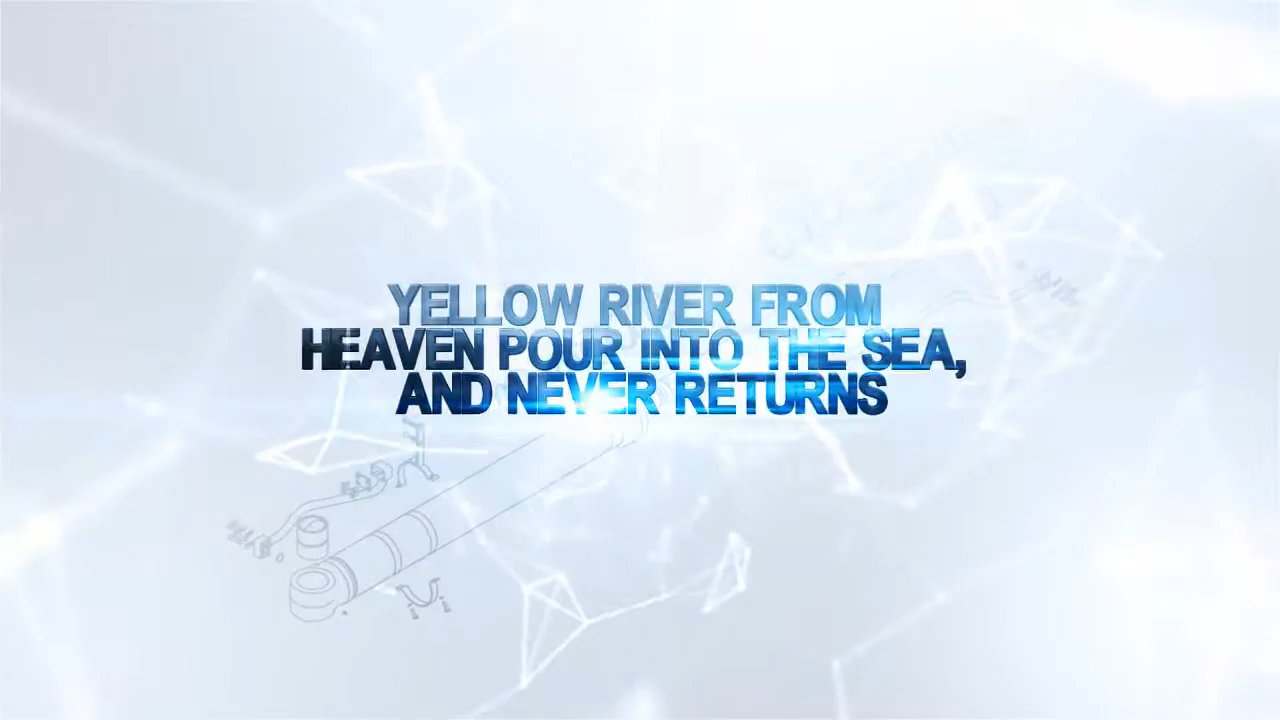 YELLOW RIVER FROM
HEAVEN POUR INTO THE SEA,
AND NEVER RETURNS